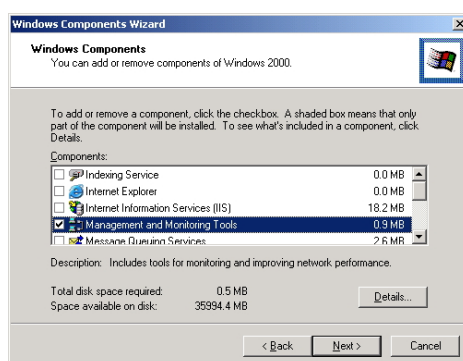 Windows Components Wizard
Windows Components
You can add or remove components of Windows 2000.
To add or remove a component, click the checkbox. A shaded box means that only
part of the component will be installed. To see what's included in a component, click
Details.
Components:
Indexing Service 0.0 MB
Internet Explorer 0.0 MB
Internet Information Services (IIS) 18.2 MB
Management and Monitoring Tools 0.9 MB
Message Queuing Services 2.6 MB
Description: Includes tools for monitoring and improving network performance.
Total disk space required: 0.5 MB
Space available on disk: 35994.4 MB
Details...
< Back Next > Cancel